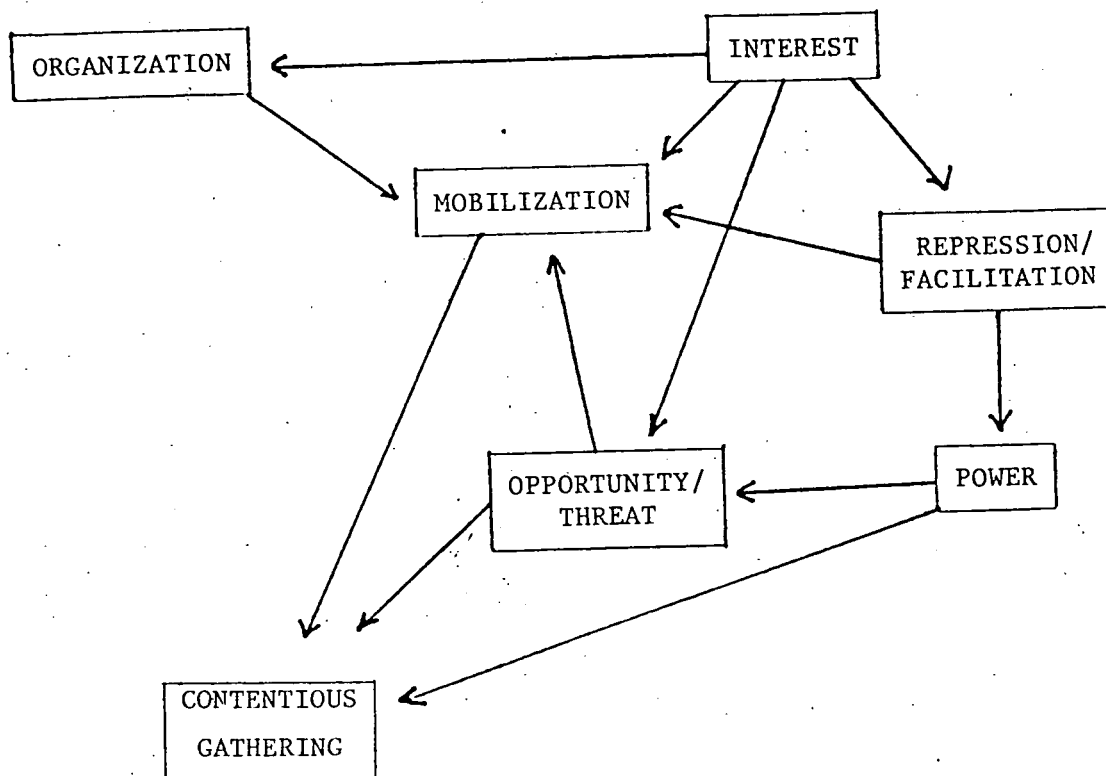 INTEREST
ORGANIZATION
MOBILIZATION
REPRESSION/
FACILITATION
OPPORTUNITY/
THREAT
POWER
CONTENTIOUS
GATHERING